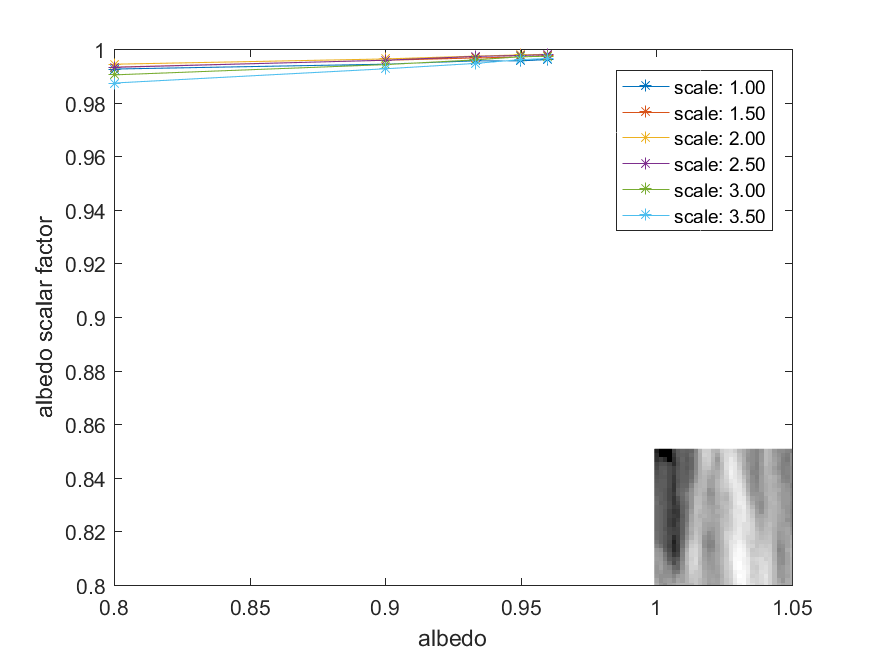 1
0.98
0.96
0.94
0.92
0.9
0.88
0.86
0.84
0.82
0.8
albedo scalar factor
scale: 1.00
scale: 1.50
scale: 2.00
scale: 2.50
scale: 3.00
scale: 3.50
0.8 0.85 0.9 0.95 1 1.05
albedo